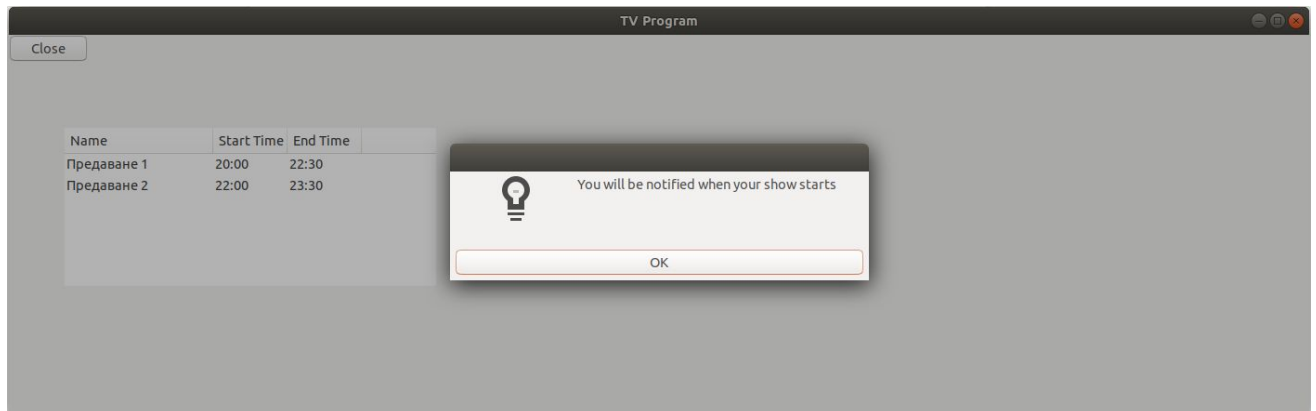 TV Program
Close
Name Start Time End Time
Предаване 1 20:00 22:30
Предаване 2 22:00 23:30
You will be notified when your show starts
OK